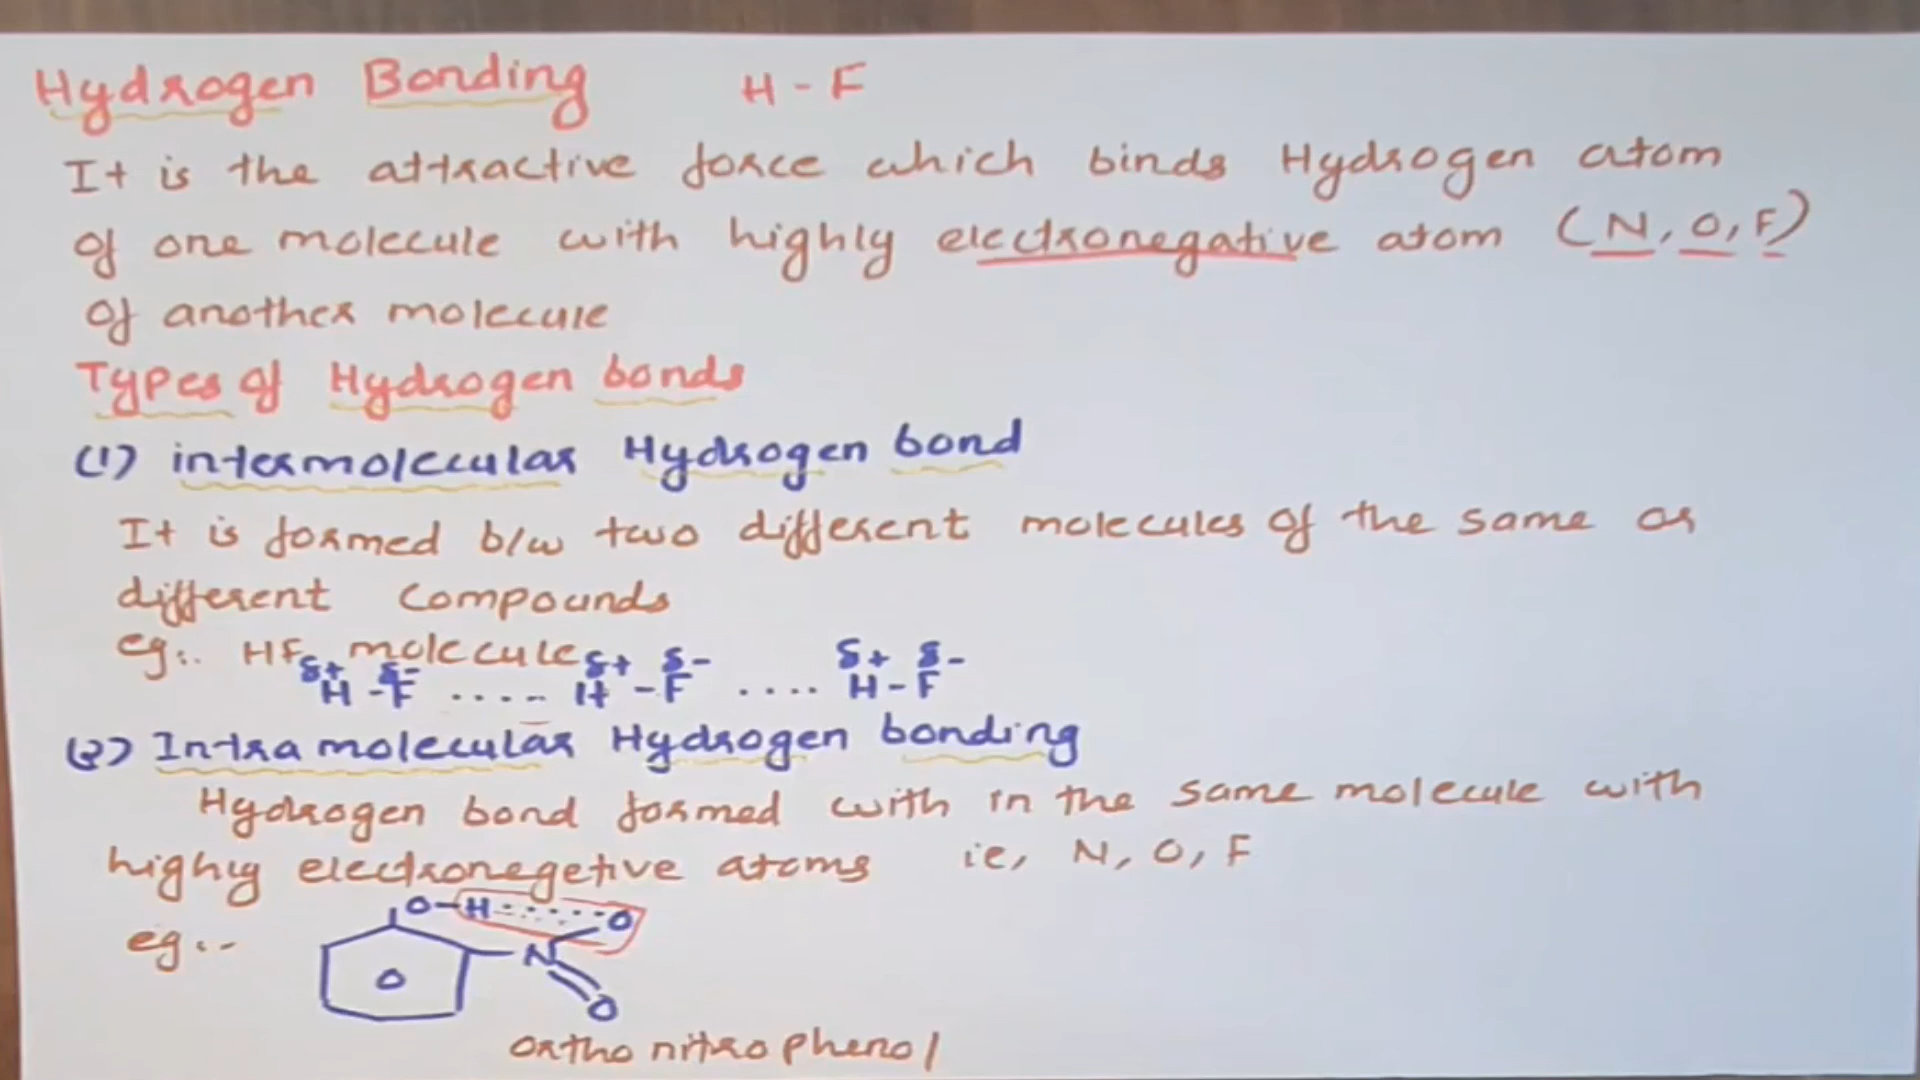 Hydrogen Bonding H - F
It is the attractive force which binds Hydrogen atom
of one molecule with highly electronegative atom (N, O, F)
of another molecule
Types of Hydrogen bonds
(1) intermolecular Hydrogen bond
It is formed b/w two different molecules of the same or
different compounds
eg:. HF molecule
δ+ δ- δ+ δ- δ+ δ-
H - F ..... H - F .... H - F
(2) Intra molecular Hydrogen bonding
Hydrogen bond formed with in the same molecule with
highly electronegetive atoms ie, N, O, F
O-H......O
eg:-
N
O
O
ortho nitro phenol